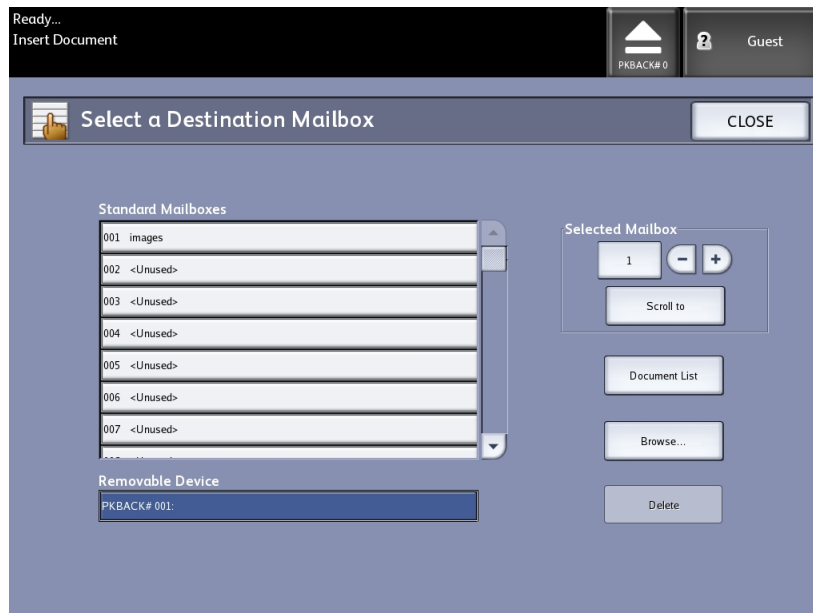 Ready...
Insert Document
PKBACK# 0
Guest
Select a Destination Mailbox
CLOSE
Standard Mailboxes
001 images
002 <Unused>
003 <Unused>
004 <Unused>
005 <Unused>
006 <Unused>
007 <Unused>
Selected Mailbox
1
Scroll to
Document List
Browse...
Delete
Removable Device
PKBACK# 001: